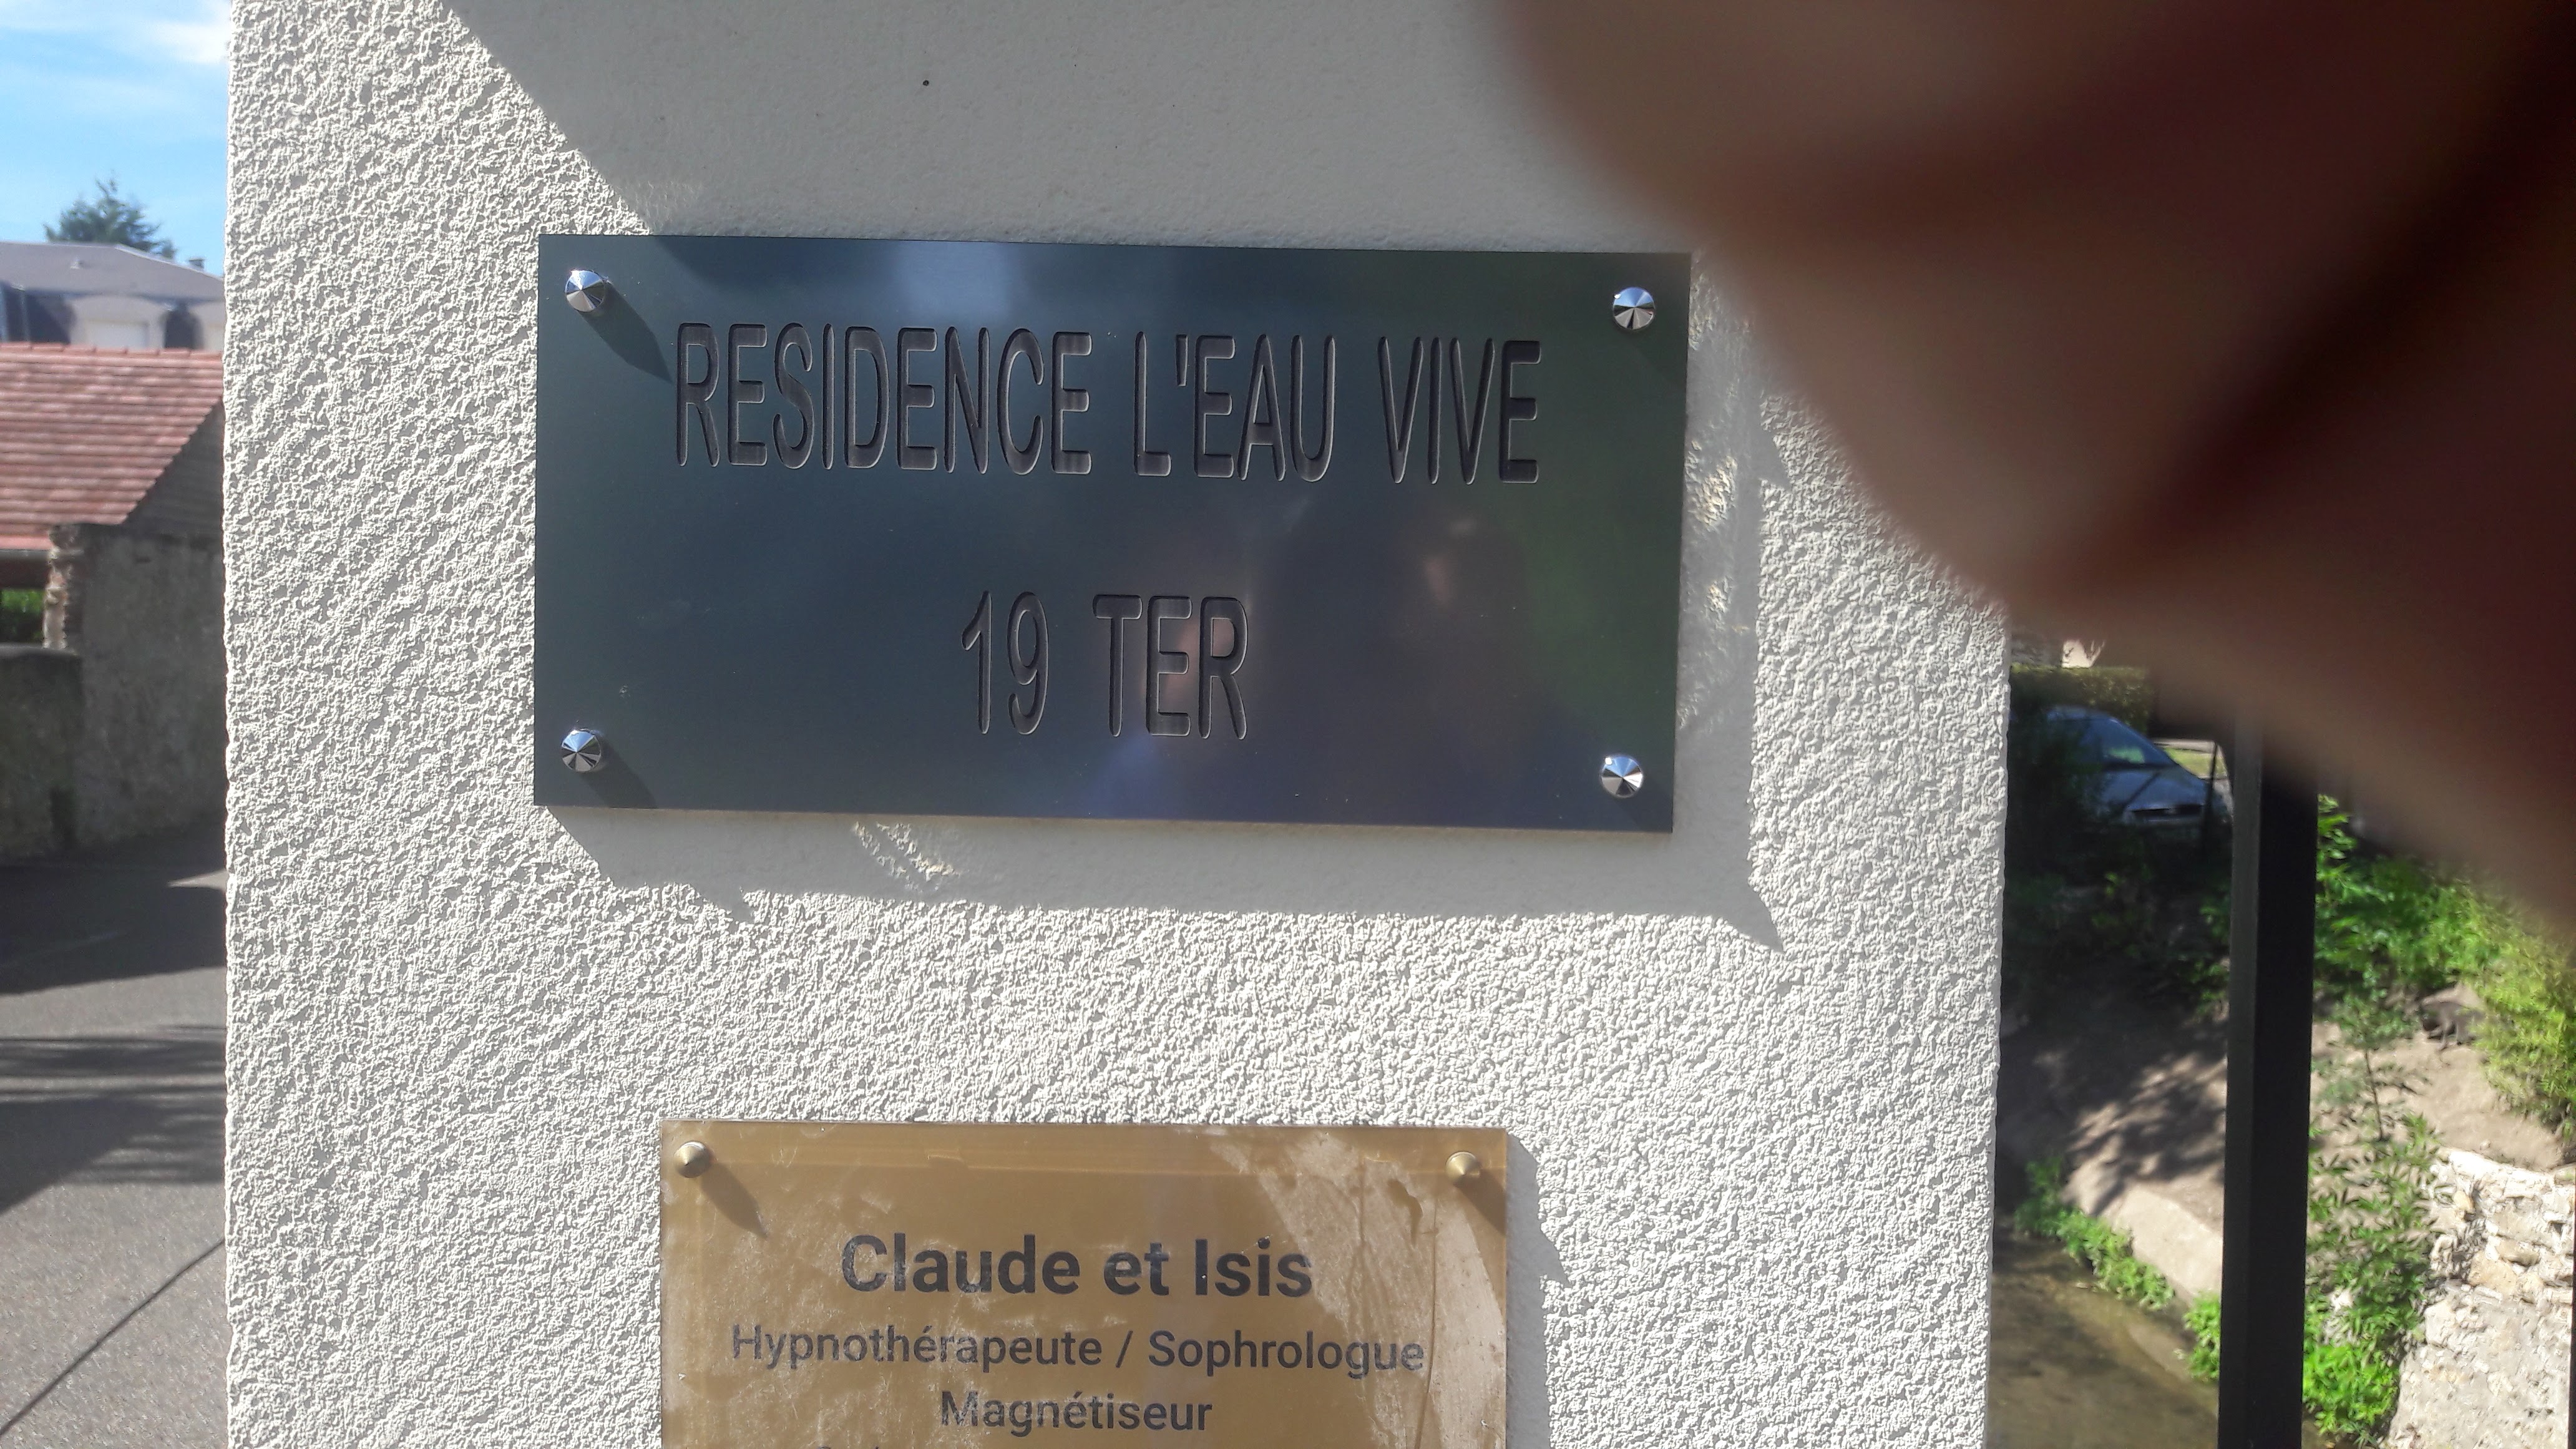 RESIDENCE L'EAU VIVE
19 TER
Claude et Isis
Hypnothérapeute / Sophrologue
Magnétiseur